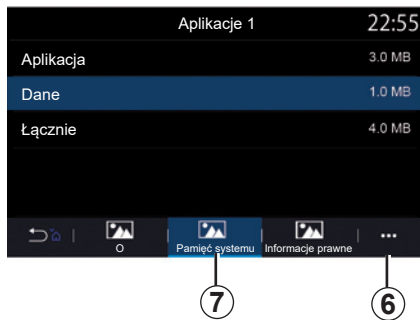 Aplikacje 1 22:55
Aplikacja 3.0 MB
Dane 1.0 MB
Łącznie 4.0 MB
O Pamięć systemu Informacje prawne
7 6